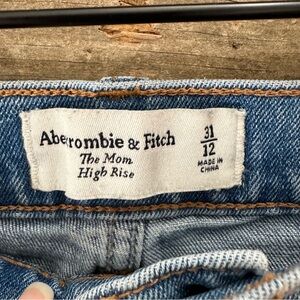 Abercrombie & Fitch
The Mom
High Rise
31
12
MADE IN
CHINA